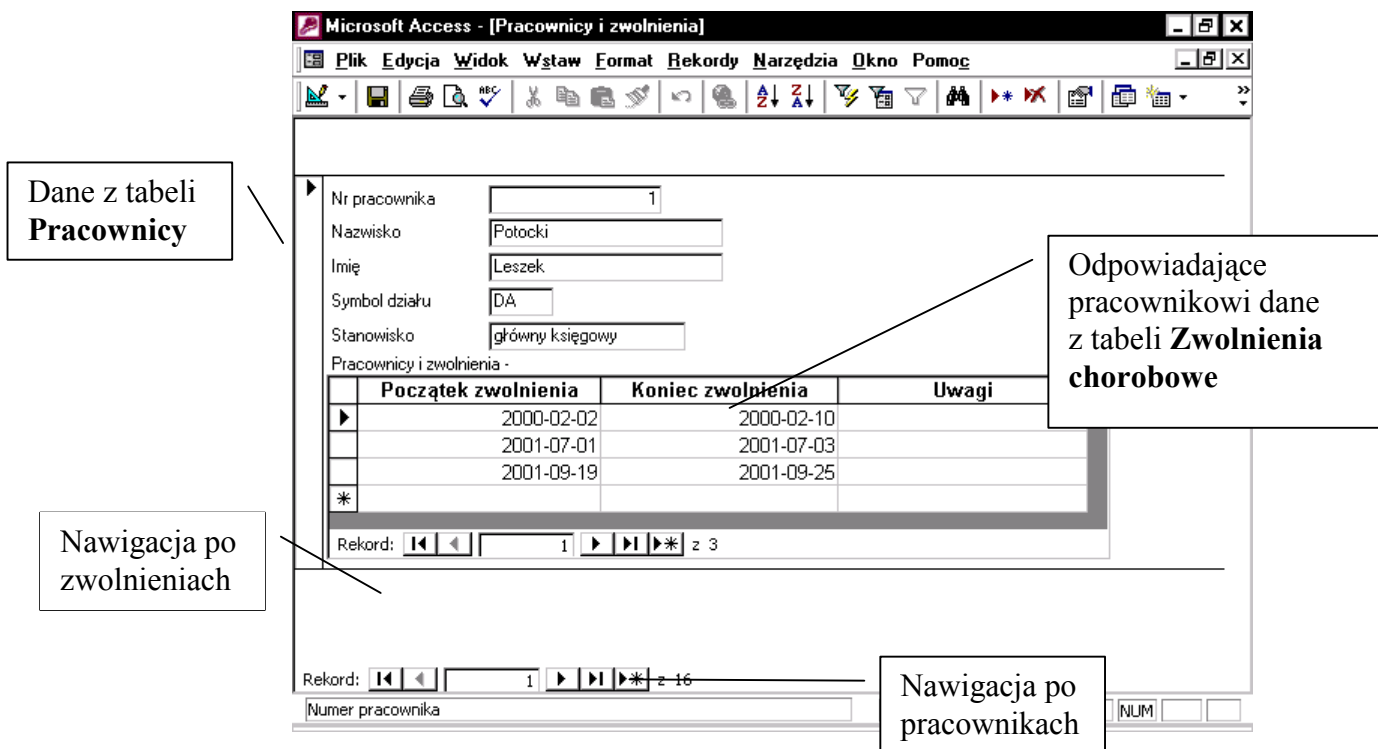 Microsoft Access - [Pracownicy i zwolnienia]
Plik Edycja Widok Wstaw Format Rekordy Narzędzia Okno Pomoc
Dane z tabeli
Pracownicy
Nr pracownika 1
Nazwisko Potocki
Imię Leszek
Symbol działu DA
Stanowisko główny księgowy
Pracownicy i zwolnienia -
Odpowiadające
pracownikowi dane
z tabeli Zwolnienia
chorobowe
Początek zwolnienia Koniec zwolnienia Uwagi
2000-02-02 2000-02-10
2001-07-01 2001-07-03
2001-09-19 2001-09-25
Rekord: 1 z 3
Nawigacja po
zwolnieniach
Rekord: 1 z 16
Nawigacja po
pracownikach
Numer pracownika NUM